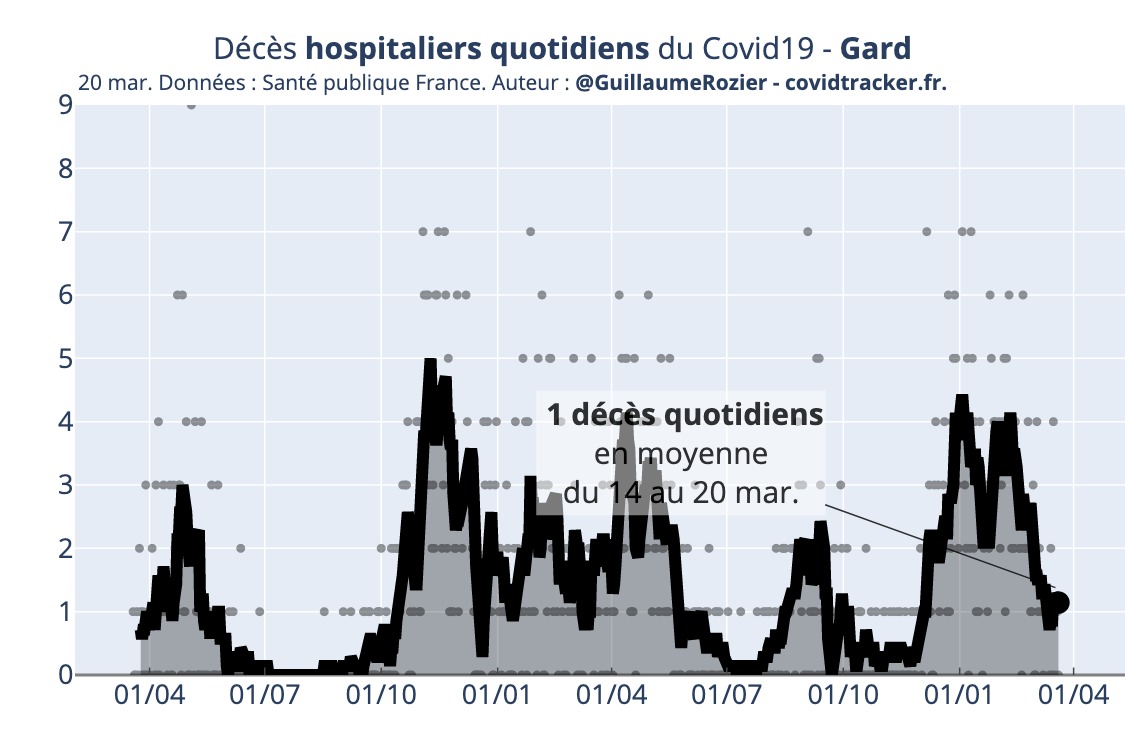 Décès hospitaliers quotidiens du Covid19 - Gard
20 mar. Données : Santé publique France. Auteur : @GuillaumeRozier - covidtracker.fr.
9
8
7
6
5
4
3
2
1
0
1 décès quotidiens
en moyenne
du 14 au 20 mar.
01/04 01/07 01/10 01/01 01/04 01/07 01/10 01/01 01/04